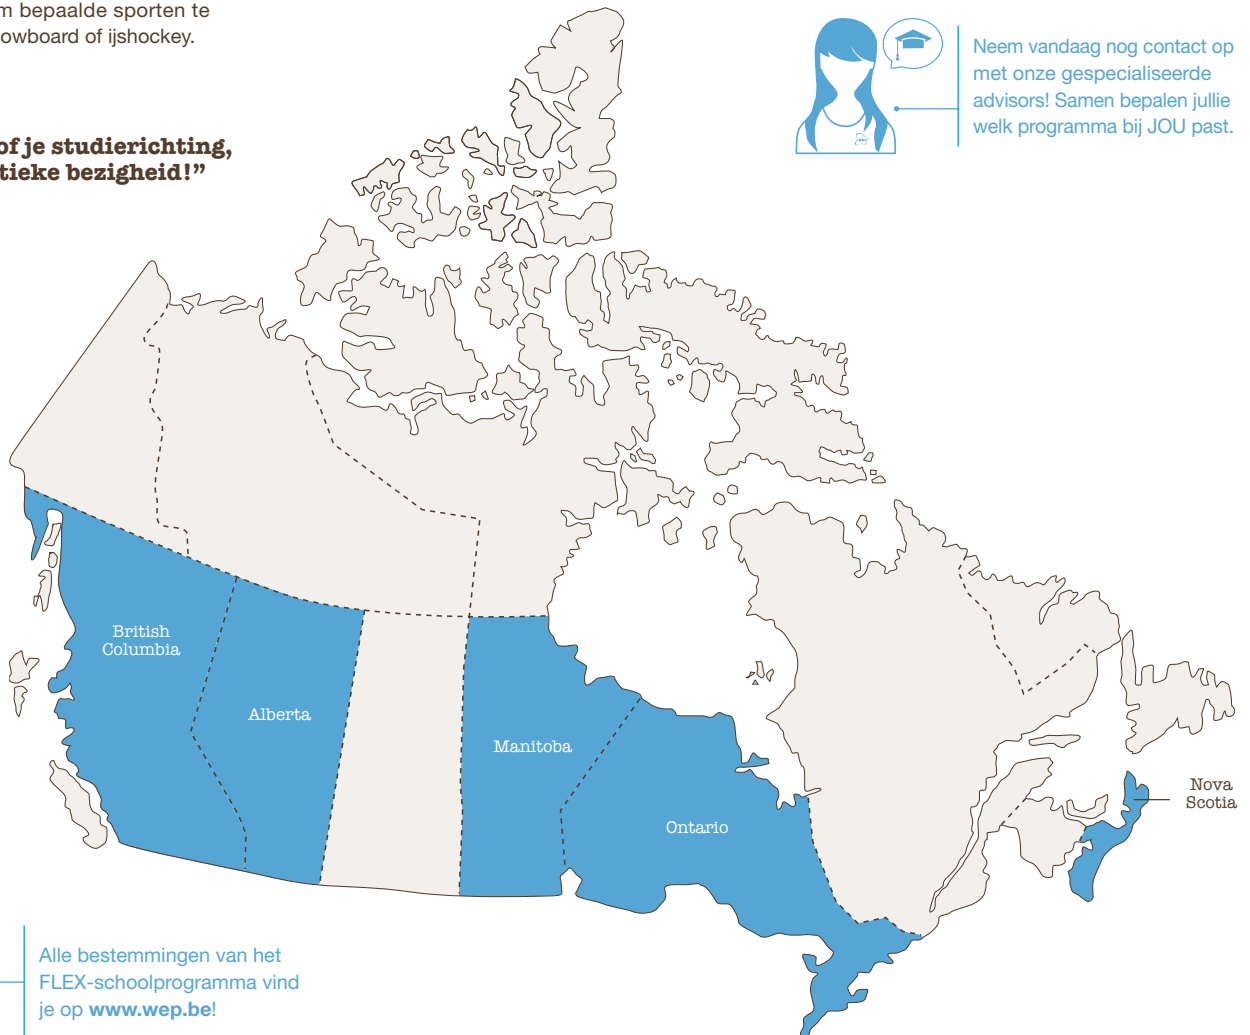 m bepaalde sporten te
owboard of ijshockey.
of je studierichting,
tieke bezigheid!”
Neem vandaag nog contact op
met onze gespecialiseerde
advisors! Samen bepalen jullie
welk programma bij JOU past.
British
Columbia
Alberta
Manitoba
Ontario
Nova
Scotia
Alle bestemmingen van het
FLEX-schoolprogramma vind
je op www.wep.be!